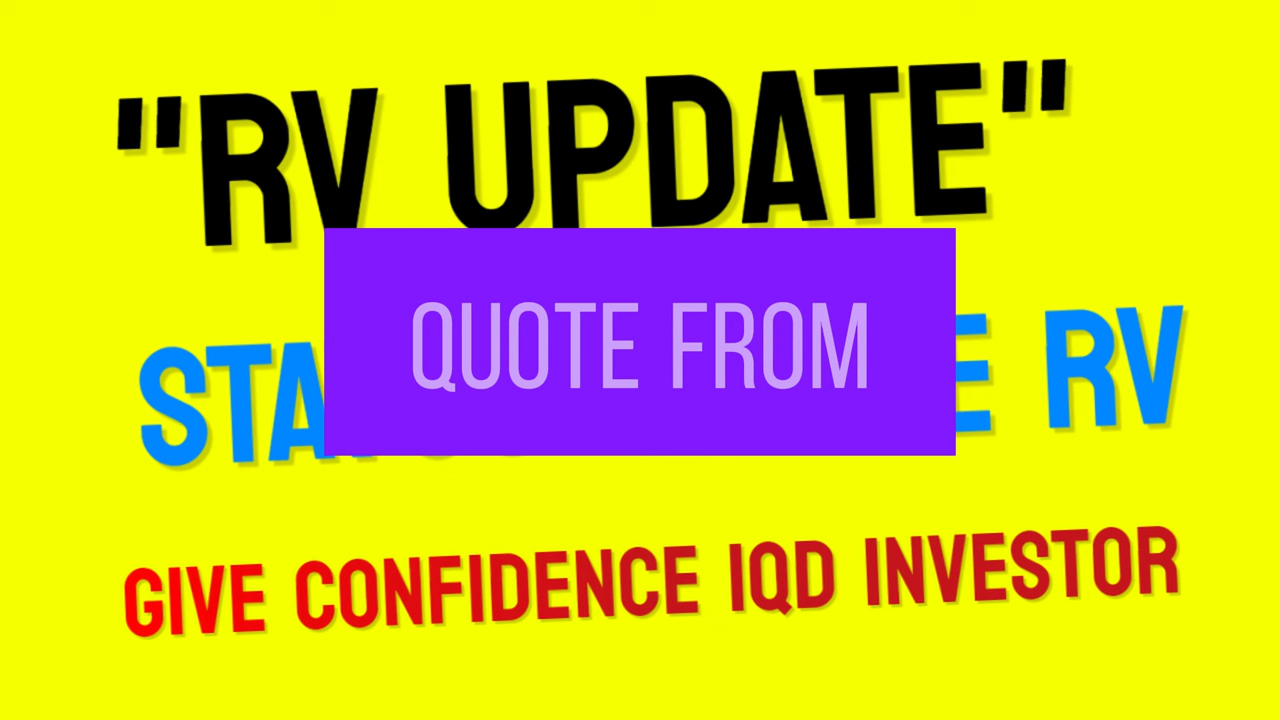 "RV UPDATE"
QUOTE FROM
RV
GIVE CONFIDENCE IQD INVESTOR